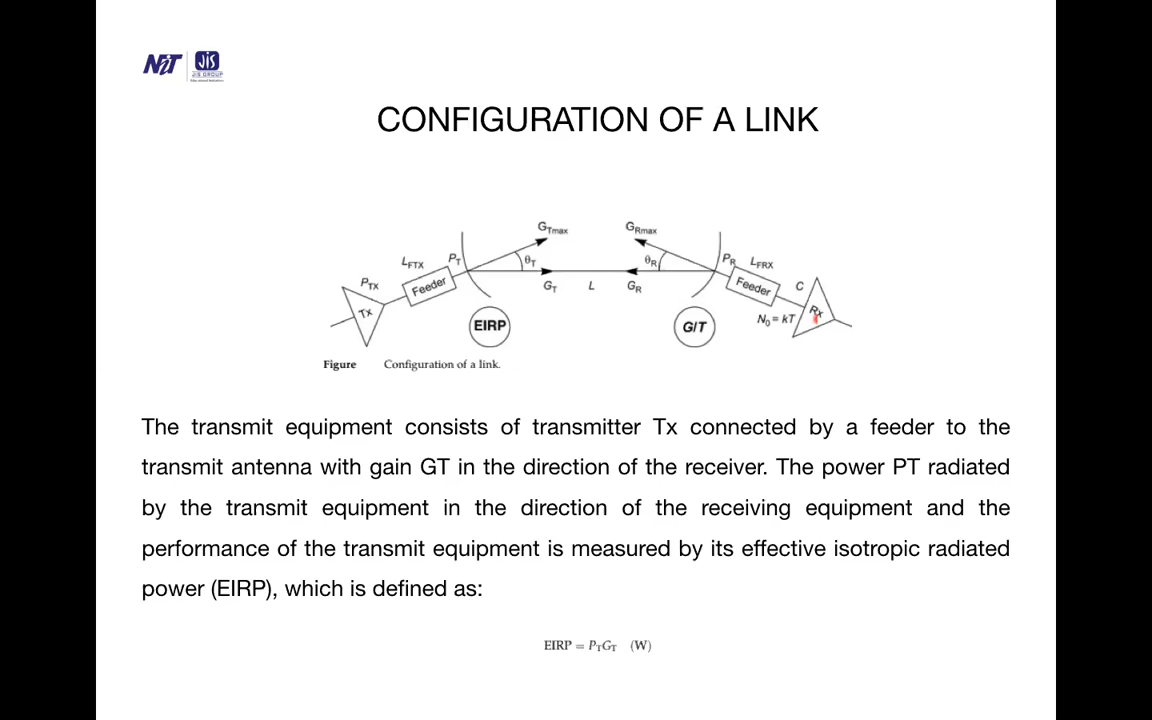 NiT JIS
JIS GROUP
Educational Initiatives
CONFIGURATION OF A LINK
G_Tmax G_Rmax
L_FTX P_T θ_T θ_R P_R L_FRX
P_TX Feeder G_T L G_R Feeder C
Tx EIRP G/T N_0 = kT Rx
Figure Configuration of a link.
The transmit equipment consists of transmitter Tx connected by a feeder to the
transmit antenna with gain GT in the direction of the receiver. The power PT radiated
by the transmit equipment in the direction of the receiving equipment and the
performance of the transmit equipment is measured by its effective isotropic radiated
power (EIRP), which is defined as:
EIRP = P_TG_T (W)